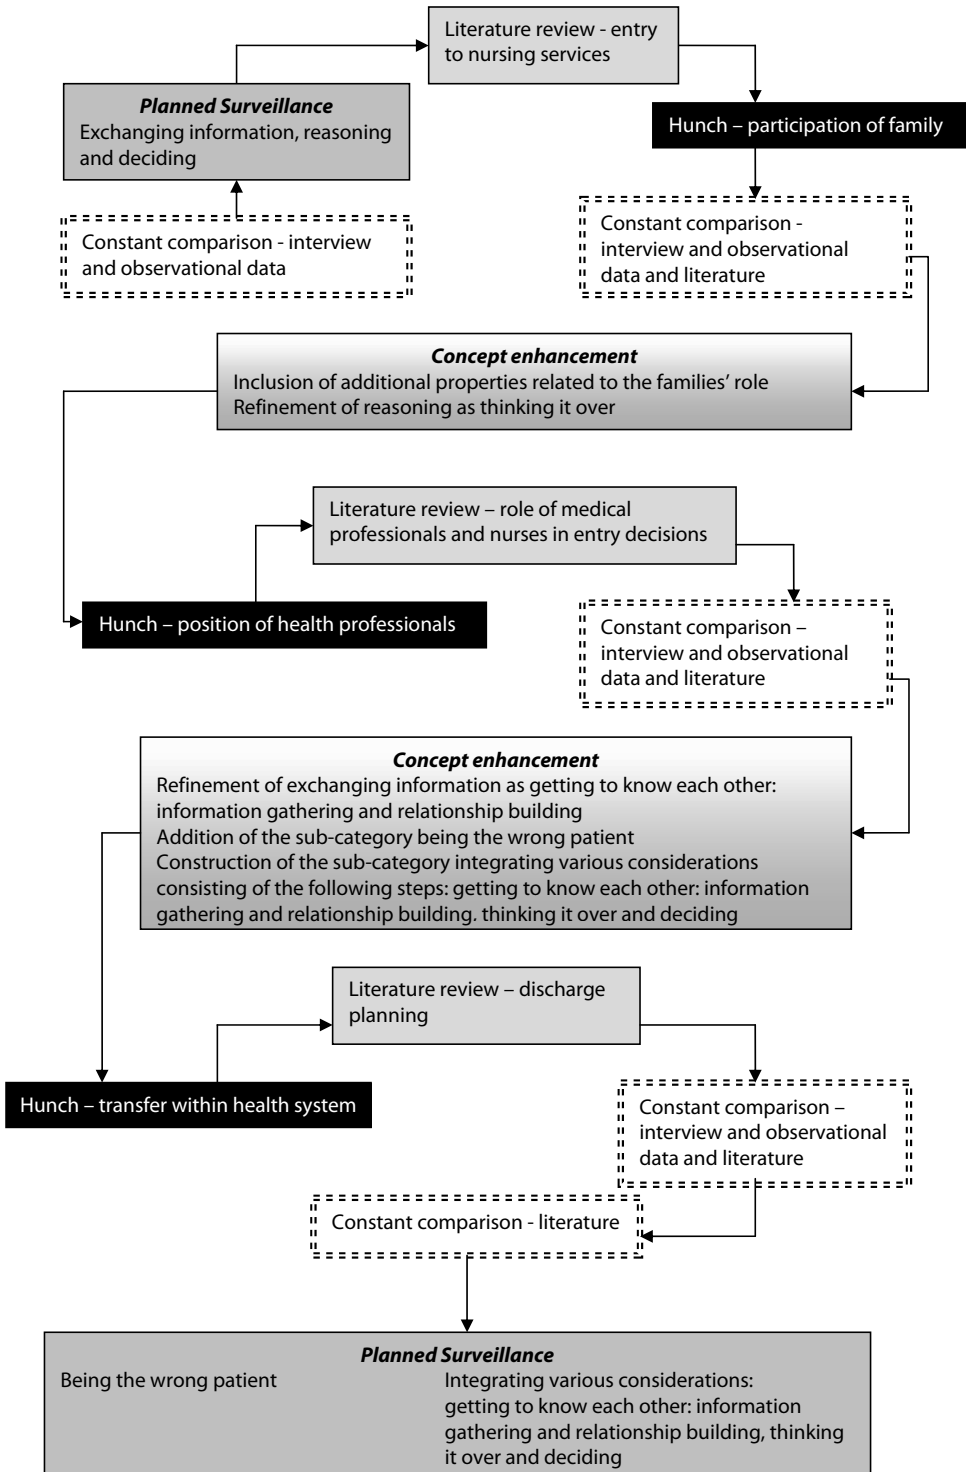 Literature review - entry
to nursing services
Planned Surveillance
Exchanging information, reasoning
and deciding
Hunch – participation of family
Constant comparison - interview
and observational data
Constant comparison -
interview and observational
data and literature
Concept enhancement
Inclusion of additional properties related to the families’ role
Refinement of reasoning as thinking it over
Literature review – role of medical
professionals and nurses in entry decisions
Hunch – position of health professionals
Constant comparison –
interview and observational
data and literature
Concept enhancement
Refinement of exchanging information as getting to know each other:
information gathering and relationship building
Addition of the sub-category being the wrong patient
Construction of the sub-category integrating various considerations
consisting of the following steps: getting to know each other: information
gathering and relationship building. thinking it over and deciding
Literature review – discharge
planning
Hunch – transfer within health system
Constant comparison –
interview and observational
data and literature
Constant comparison - literature
Planned Surveillance
Being the wrong patient
Integrating various considerations:
getting to know each other: information
gathering and relationship building, thinking
it over and deciding